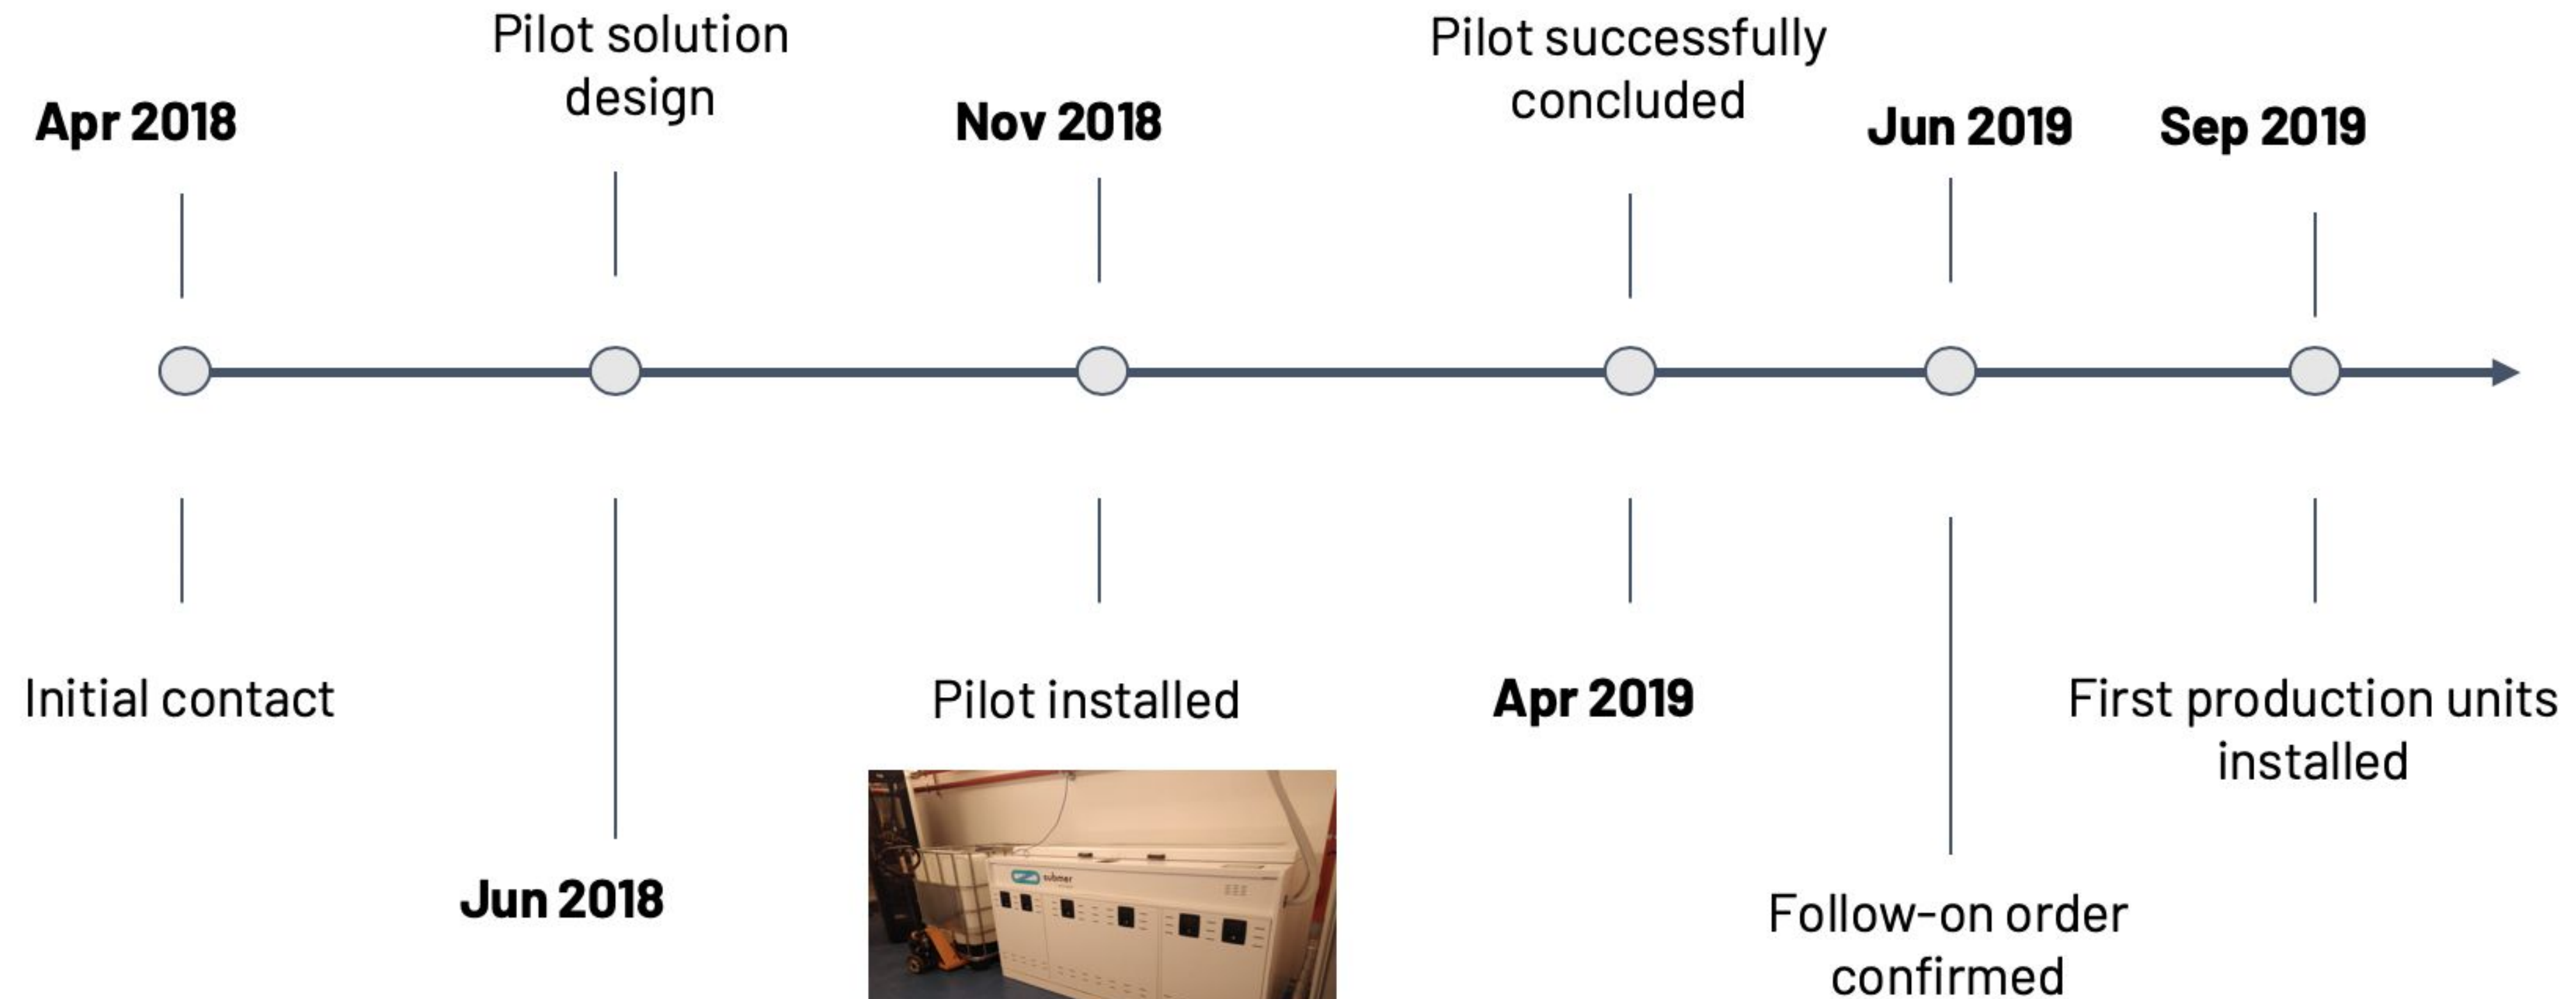 Apr 2018
Initial contact
Pilot solution
design
Jun 2018
Nov 2018
Pilot installed
submer
Pilot successfully
concluded
Apr 2019
Jun 2019
Follow-on order
confirmed
Sep 2019
First production units
installed